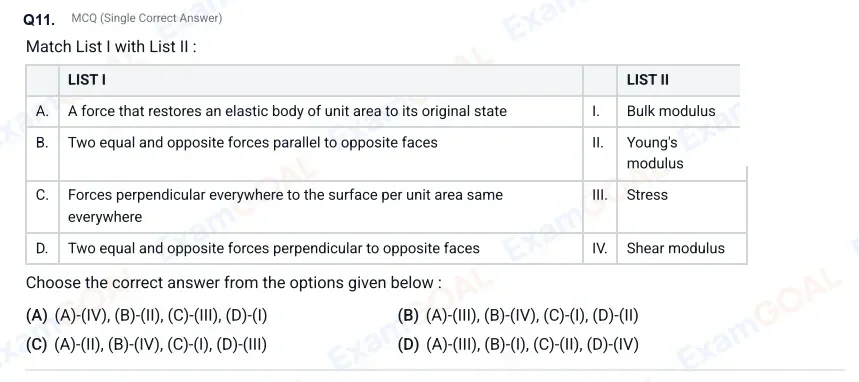 Q11. MCQ (Single Correct Answer)
Match List I with List II :
LIST I LIST II
A. A force that restores an elastic body of unit area to its original state I. Bulk modulus
B. Two equal and opposite forces parallel to opposite faces II. Young's
modulus
C. Forces perpendicular everywhere to the surface per unit area same III. Stress
everywhere
D. Two equal and opposite forces perpendicular to opposite faces IV. Shear modulus
Choose the correct answer from the options given below :
(A) (A)-(IV), (B)-(II), (C)-(III), (D)-(I) (B) (A)-(III), (B)-(IV), (C)-(I), (D)-(II)
(C) (A)-(II), (B)-(IV), (C)-(I), (D)-(III) (D) (A)-(III), (B)-(I), (C)-(II), (D)-(IV)
ExamGOAL